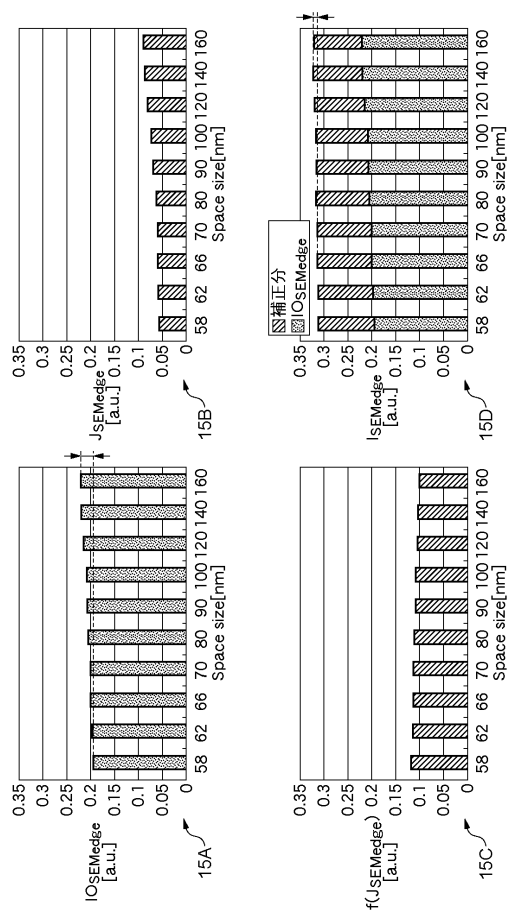 0.35
0.3
0.25
0.2
0.15
0.1
0.05
0
IOSEMedge
[a.u.]
58 62 66 70 80 90 100 120 140 160
Space size[nm]
15A
0.35
0.3
0.25
0.2
0.15
0.1
0.05
0
JSEMedge
[a.u.]
58 62 66 70 80 90 100 120 140 160
Space size[nm]
15B
0.35
0.3
0.25
0.2
0.15
0.1
0.05
0
f(JSEMedge)
[a.u.]
58 62 66 70 80 90 100 120 140 160
Space size[nm]
15C
補正分
IOSEMedge
0.35
0.3
0.25
0.2
0.15
0.1
0.05
0
ISEMedge
[a.u.]
58 62 66 70 80 90 100 120 140 160
Space size[nm]
15D